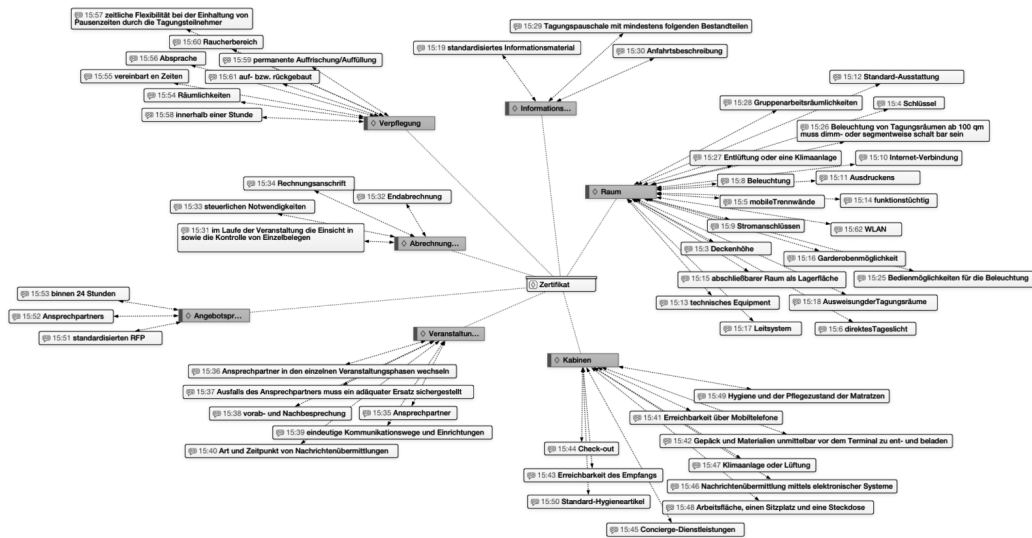 15:57 zeitliche Flexibilität bei der Einhaltung von
Pausenzeiten durch die Tagungsteilnehmer
15:60 Raucherbereich
15:56 Absprache
15:59 permanente Auffrischung/Auffüllung
15:55 vereinbart en Zeiten
15:61 auf- bzw. rückgebaut
15:54 Räumlichkeiten
15:58 innerhalb einer Stunde
Verpflegung
15:29 Tagungspauschale mit mindestens folgenden Bestandteilen
15:19 standardisiertes Informationsmaterial
15:30 Anfahrtsbeschreibung
Informations...
15:12 Standard-Ausstattung
15:28 Gruppenarbeitsräumlichkeiten
15:4 Schlüssel
15:26 Beleuchtung von Tagungsräumen ab 100 qm
muss dimm- oder segmentweise schalt bar sein
15:27 Entlüftung oder eine Klimaanlage
15:10 Internet-Verbindung
15:8 Beleuchtung
15:11 Ausdruckens
Raum
15:5 mobileTrennwände
15:14 funktionstüchtig
15:9 Stromanschlüssen
15:62 WLAN
15:3 Deckenhöhe
15:16 Garderobenmöglichkeit
15:15 abschließbarer Raum als Lagerfläche
15:25 Bedienmöglichkeiten für die Beleuchtung
15:13 technisches Equipment
15:18 AusweisungderTagungsräume
15:17 Leitsystem
15:6 direktesTageslicht
15:34 Rechnungsanschrift
15:32 Endabrechnung
15:33 steuerlichen Notwendigkeiten
15:31 im Laufe der Veranstaltung die Einsicht in
sowie die Kontrolle von Einzelbelegen
Abrechnung...
Zertifikat
15:53 binnen 24 Stunden
15:52 Ansprechpartners
15:51 standardisierten RFP
Angebotspr...
Veranstaltun...
15:36 Ansprechpartner in den einzelnen Veranstaltungsphasen wechseln
15:37 Ausfalls des Ansprechpartners muss ein adäquater Ersatz sichergestellt
15:38 vorab- und Nachbesprechung
15:35 Ansprechpartner
15:39 eindeutige Kommunikationswege und Einrichtungen
15:40 Art und Zeitpunkt von Nachrichtenübermittlungen
Kabinen
15:49 Hygiene und der Pflegezustand der Matratzen
15:41 Erreichbarkeit über Mobiltelefone
15:42 Gepäck und Materialien unmittelbar vor dem Terminal zu ent- und beladen
15:44 Check-out
15:47 Klimaanlage oder Lüftung
15:43 Erreichbarkeit des Empfangs
15:46 Nachrichtenübermittlung mittels elektronischer Systeme
15:50 Standard-Hygieneartikel
15:48 Arbeitsfläche, einen Sitzplatz und eine Steckdose
15:45 Concierge-Dienstleistungen